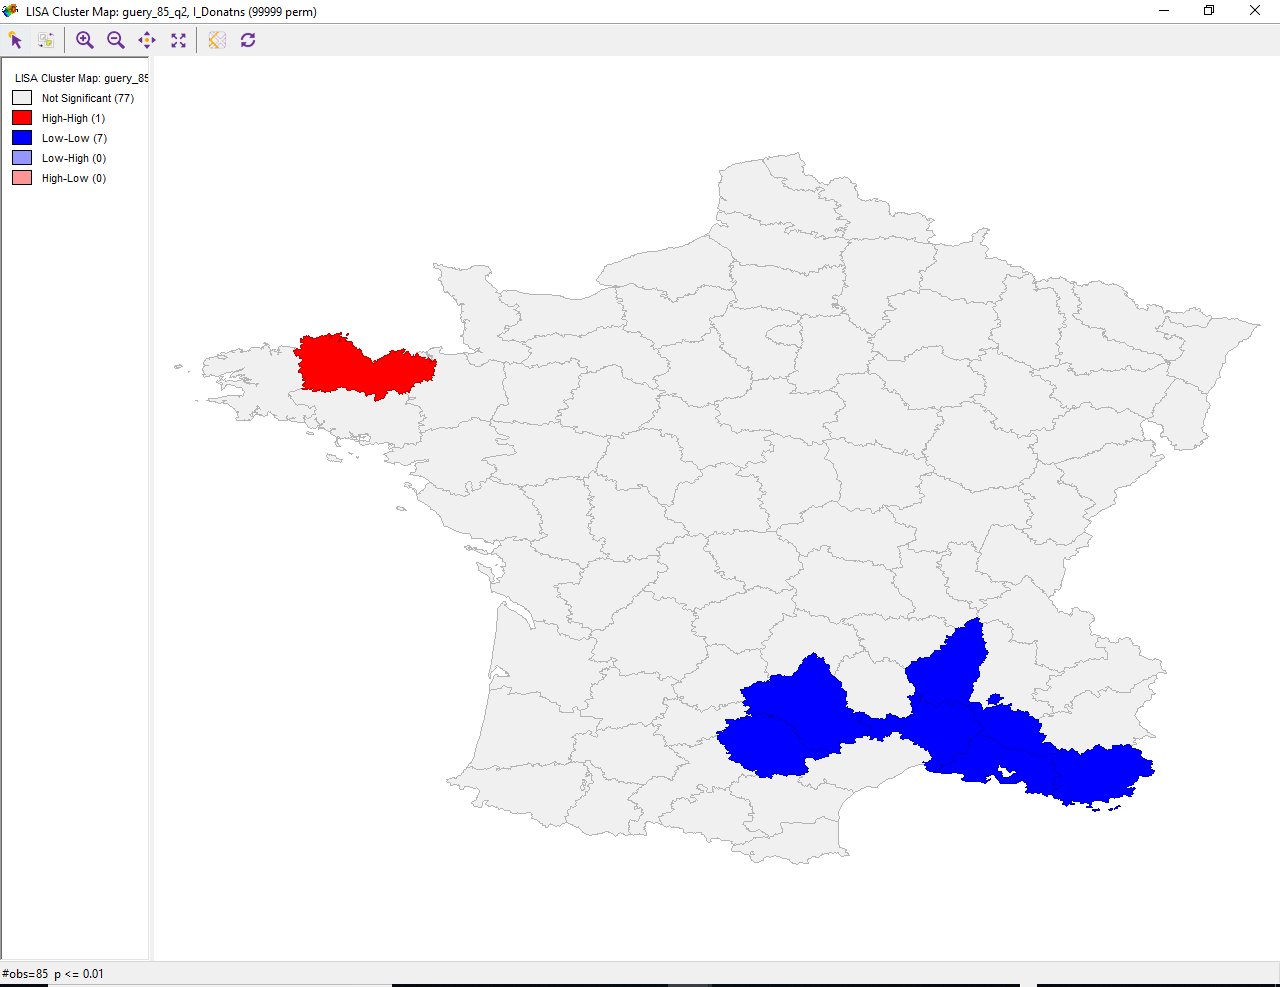 LISA Cluster Map: guery_85_q2, I_Donatns (99999 perm)
LISA Cluster Map: guery_85
Not Significant (77)
High-High (1)
Low-Low (7)
Low-High (0)
High-Low (0)
#obs=85 p <= 0.01